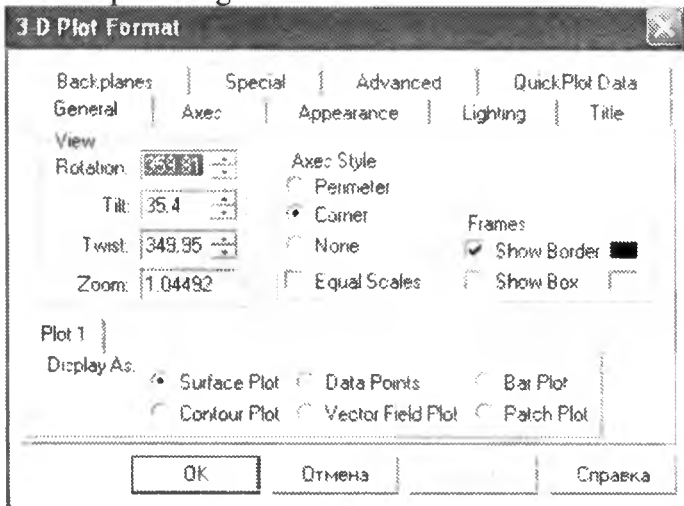 3-D Plot Format
Backplanes Special Advanced QuickPlot Data
General Axes Appearance Lighting Title
View
Rotation: 359.81
Tilt: 35.4
Twist: 349.95
Zoom: 1.04492
Axes Style
Perimeter
Corner
None
Equal Scales
Frames
Show Border
Show Box
Plot 1
Display As:
Surface Plot Data Points Bar Plot
Contour Plot Vector Field Plot Patch Plot
OK Отмена Справка